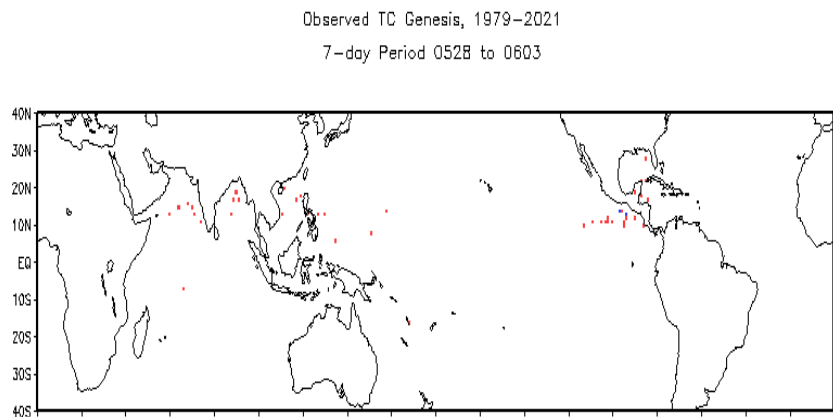 Observed TC Genesis, 1979-2021
7-day Period 0528 to 0603
40N
30N
20N
10N
EQ
10S
20S
30S
40S